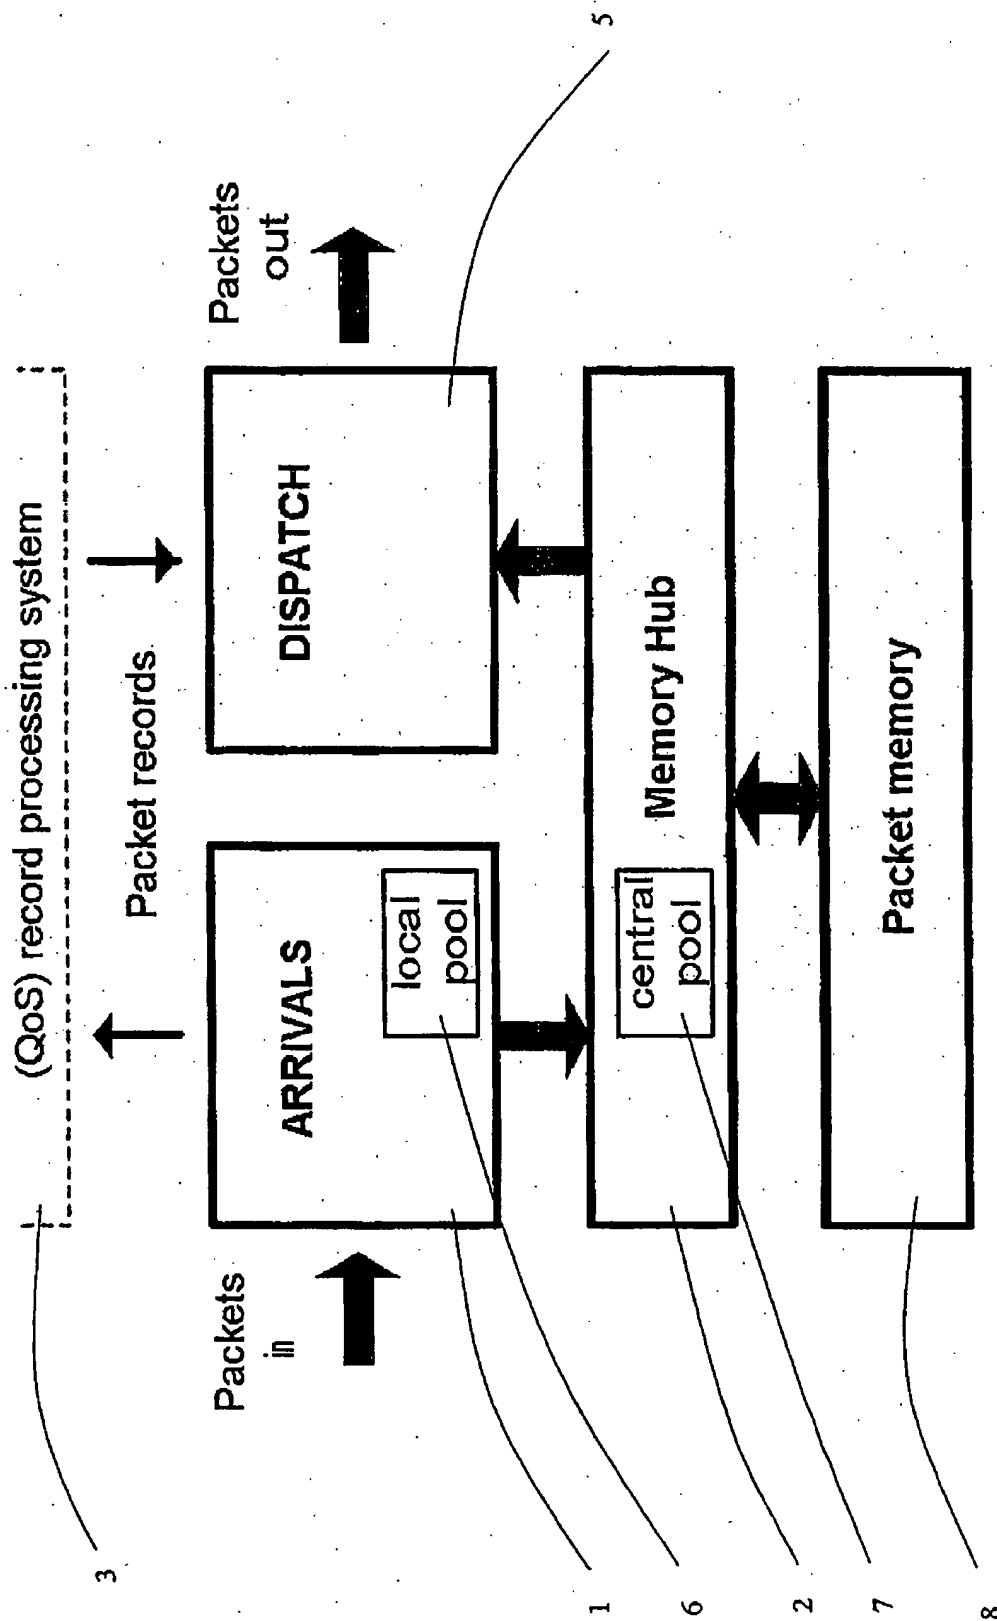 (QoS) record processing system
Packet records
Packets
in
ARRIVALS
local
pool
DISPATCH
Packets
out
central
pool
Memory Hub
Packet memory
3
5
1
6
2
7
8